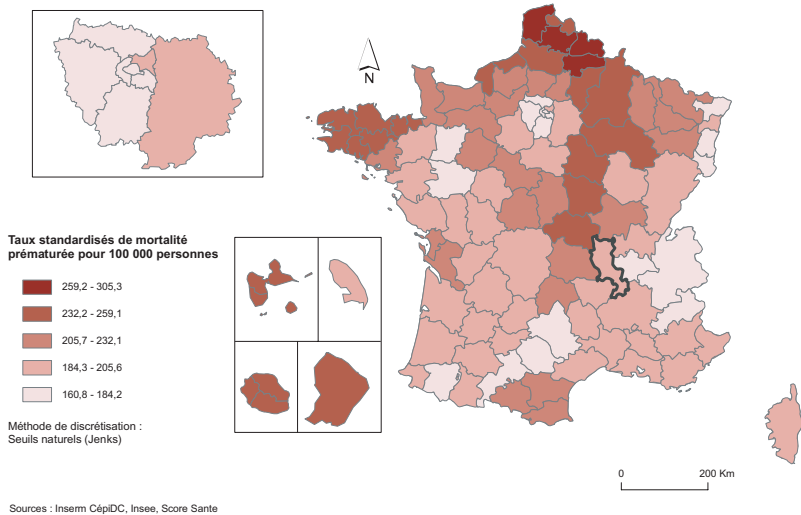 N
Taux standardisés de mortalité
prématurée pour 100 000 personnes
259,2 - 305,3
232,2 - 259,1
205,7 - 232,1
184,3 - 205,6
160,8 - 184,2
Méthode de discrétisation :
Seuils naturels (Jenks)
0 200 Km
Sources : Inserm CépiDC, Insee, Score Sante